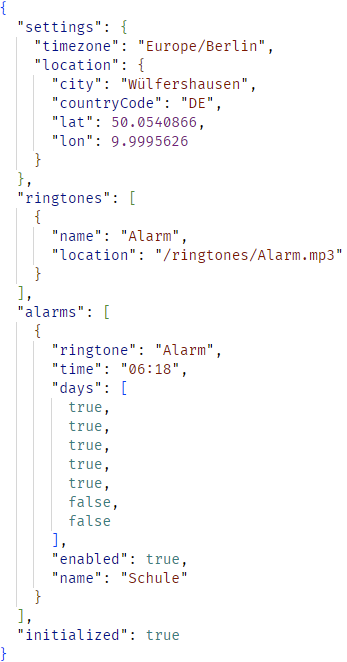 {
  "settings": {
    "timezone": "Europe/Berlin",
    "location": {
      "city": "Wülfershausen",
      "countryCode": "DE",
      "lat": 50.0540866,
      "lon": 9.9995626
    }
  },
  "ringtones": [
    {
      "name": "Alarm",
      "location": "/ringtones/Alarm.mp3"
    }
  ],
  "alarms": [
    {
      "ringtone": "Alarm",
      "time": "06:18",
      "days": [
        true,
        true,
        true,
        true,
        true,
        false,
        false
      ],
      "enabled": true,
      "name": "Schule"
    }
  ],
  "initialized": true
}